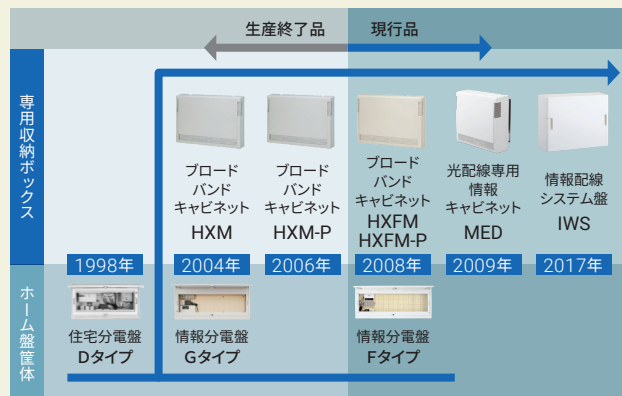 生産終了品
現行品
専用収納ボックス
ブロード
バンド
キャビネット
HXM
ブロード
バンド
キャビネット
HXM-P
ブロード
バンド
キャビネット
HXFM
HXFM-P
光配線専用
情報
キャビネット
MED
情報配線
システム盤
IWS
1998年
2004年
2006年
2008年
2009年
2017年
ホーム盤筐体
住宅分電盤
Dタイプ
情報分電盤
Gタイプ
情報分電盤
Fタイプ